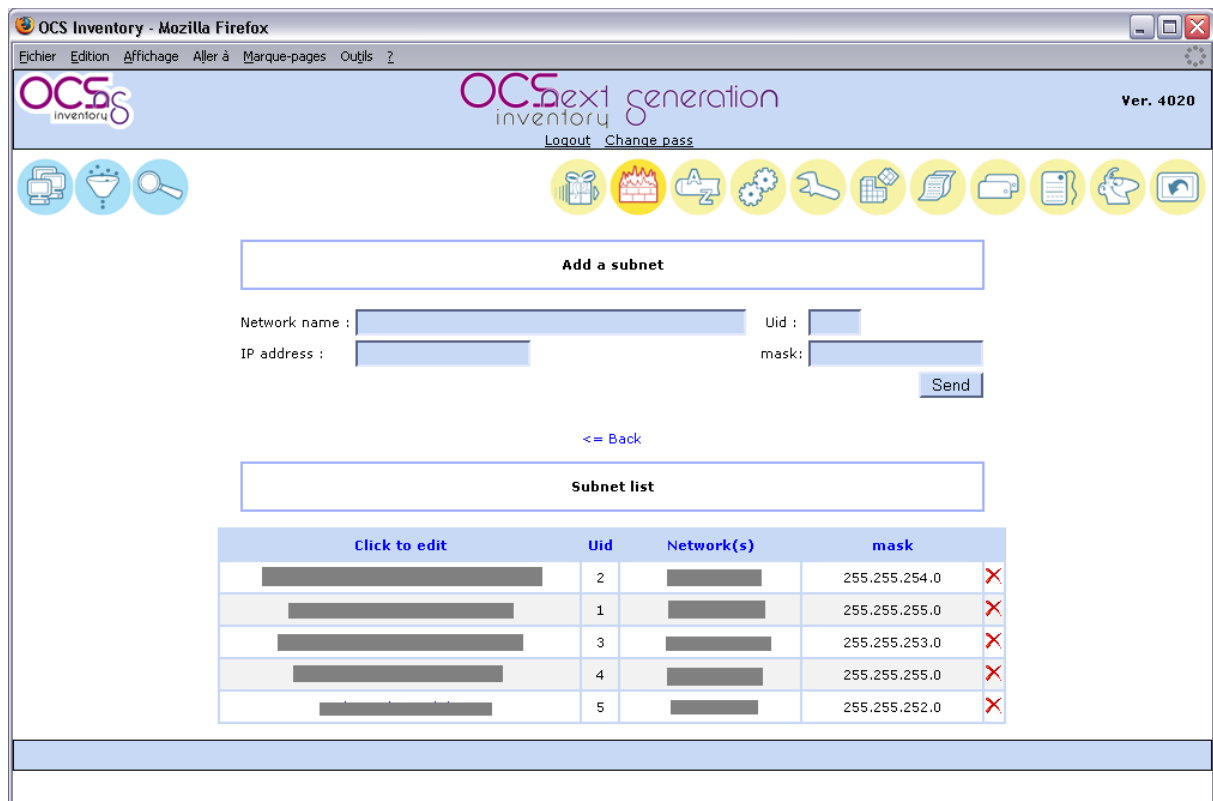 OCS Inventory - Mozilla Firefox
Fichier Edition Affichage Aller à Marque-pages Outils ?
OCSng inventory
OCS inventory next generation
Ver. 4020
Logout Change pass
A Z
Add a subnet
Network name : Uid :
IP address : mask:
Send
<= Back
Subnet list
Click to edit Uid Network(s) mask
2 255.255.254.0
1 255.255.255.0
3 255.255.253.0
4 255.255.255.0
5 255.255.252.0